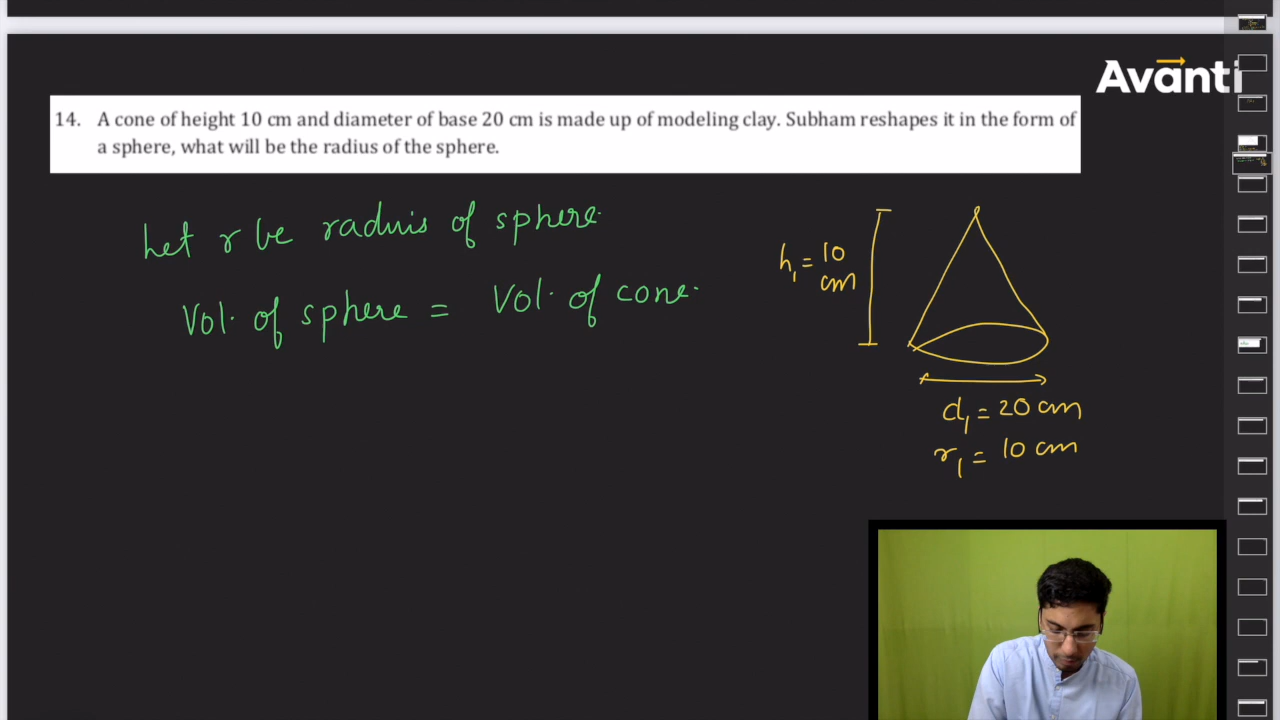 Avanti
14. A cone of height 10 cm and diameter of base 20 cm is made up of modeling clay. Subham reshapes it in the form of
a sphere, what will be the radius of the sphere.
Let r be raduis of sphere.
Vol. of sphere = Vol. of cone.
h₁ = 10
cm
d₁ = 20 cm
r₁ = 10 cm